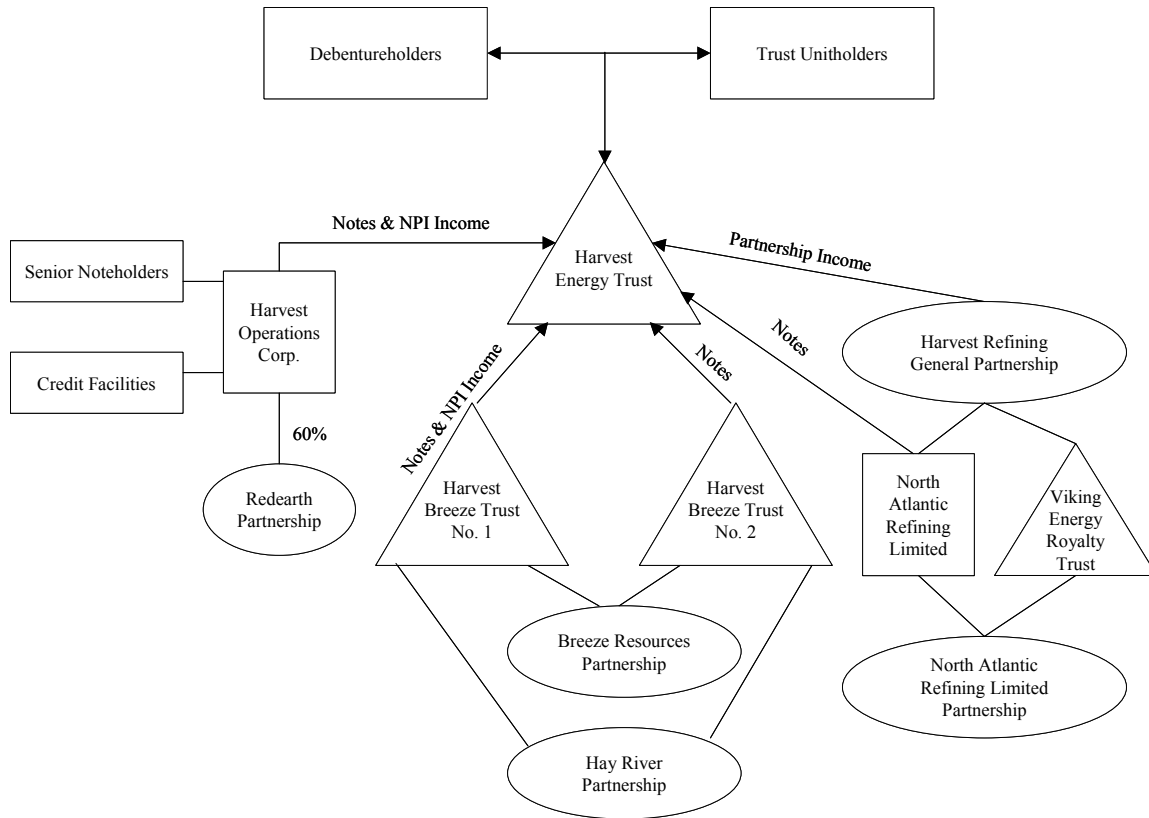 Debentureholders
Trust Unitholders
Notes & NPI Income
Partnership Income
Senior Noteholders
Harvest
Energy Trust
Harvest
Operations
Corp.
Notes
Harvest Refining
General Partnership
Credit Facilities
Notes & NPI Income
Notes
60%
Redearth
Partnership
Harvest
Breeze Trust
No. 1
Harvest
Breeze Trust
No. 2
North
Atlantic
Refining
Limited
Viking
Energy
Royalty
Trust
Breeze Resources
Partnership
North Atlantic
Refining Limited
Partnership
Hay River
Partnership